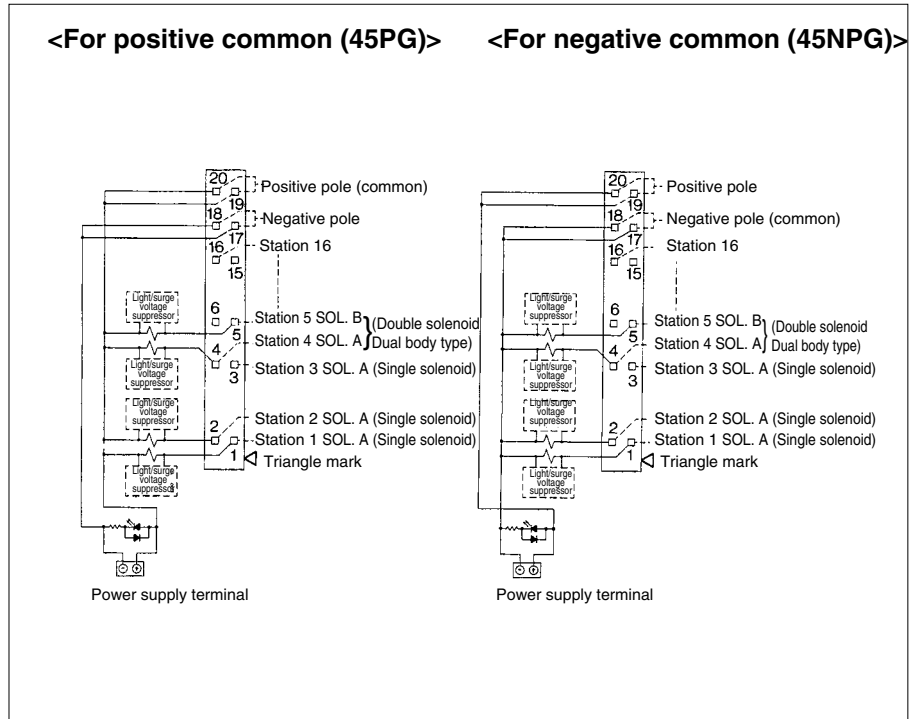 <For positive common (45PG)>
20
Positive pole (common)
19
18
Negative pole
17
16
Station 16
15
Light/surge
voltage
suppressor
6
Station 5 SOL. B
5
(Double solenoid
Dual body type)
4
Station 4 SOL. A
Light/surge
voltage
suppressor
3
Station 3 SOL. A (Single solenoid)
Light/surge
voltage
suppressor
2
Station 2 SOL. A (Single solenoid)
Station 1 SOL. A (Single solenoid)
1
Triangle mark
Light/surge
voltage
suppressor
Power supply terminal
<For negative common (45NPG)>
20
Positive pole
19
18
Negative pole (common)
17
16
Station 16
15
Light/surge
voltage
suppressor
6
Station 5 SOL. B
5
(Double solenoid
Dual body type)
4
Station 4 SOL. A
Light/surge
voltage
suppressor
3
Station 3 SOL. A (Single solenoid)
Light/surge
voltage
suppressor
2
Station 2 SOL. A (Single solenoid)
Station 1 SOL. A (Single solenoid)
1
Triangle mark
Light/surge
voltage
suppressor
Power supply terminal